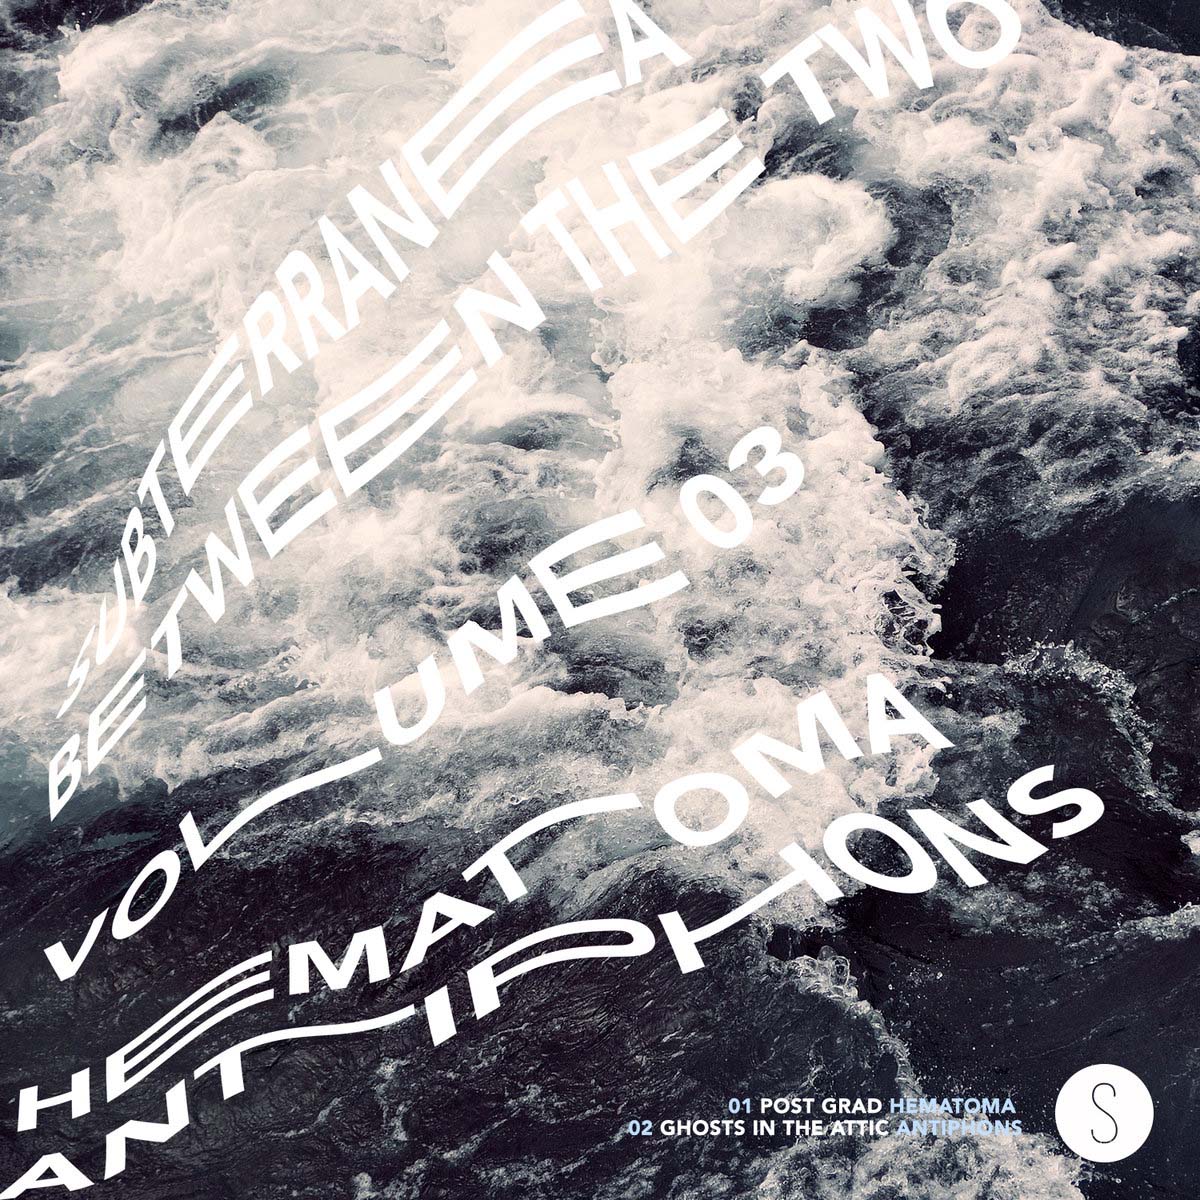 SUBTERRANEA
BETWEEN THE TWO
VOLUME 03
HEMATOMA
ANTIPHONS
01 POST GRAD HEMATOMA
02 GHOSTS IN THE ATTIC ANTIPHONS
S